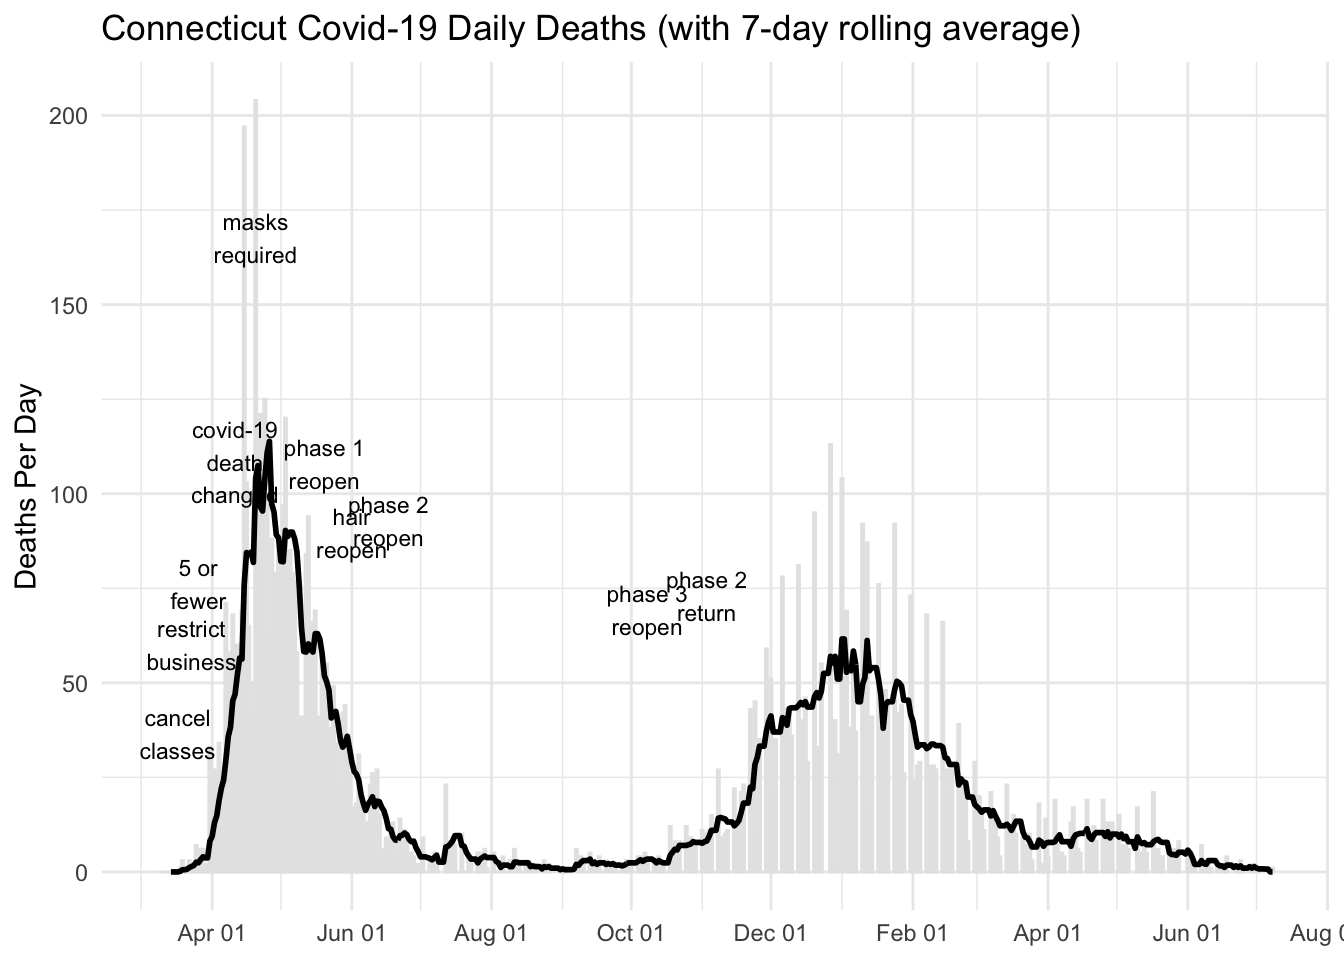 Connecticut Covid-19 Daily Deaths (with 7-day rolling average)
Deaths Per Day
200
150
100
50
0
masks
required
covid-19
death
changed
phase 1
reopen
phase 2
reopen
hair
reopen
5 or
fewer
restrict
business
cancel
classes
phase 3
reopen
phase 2
return
Apr 01
Jun 01
Aug 01
Oct 01
Dec 01
Feb 01
Apr 01
Jun 01
Aug 0